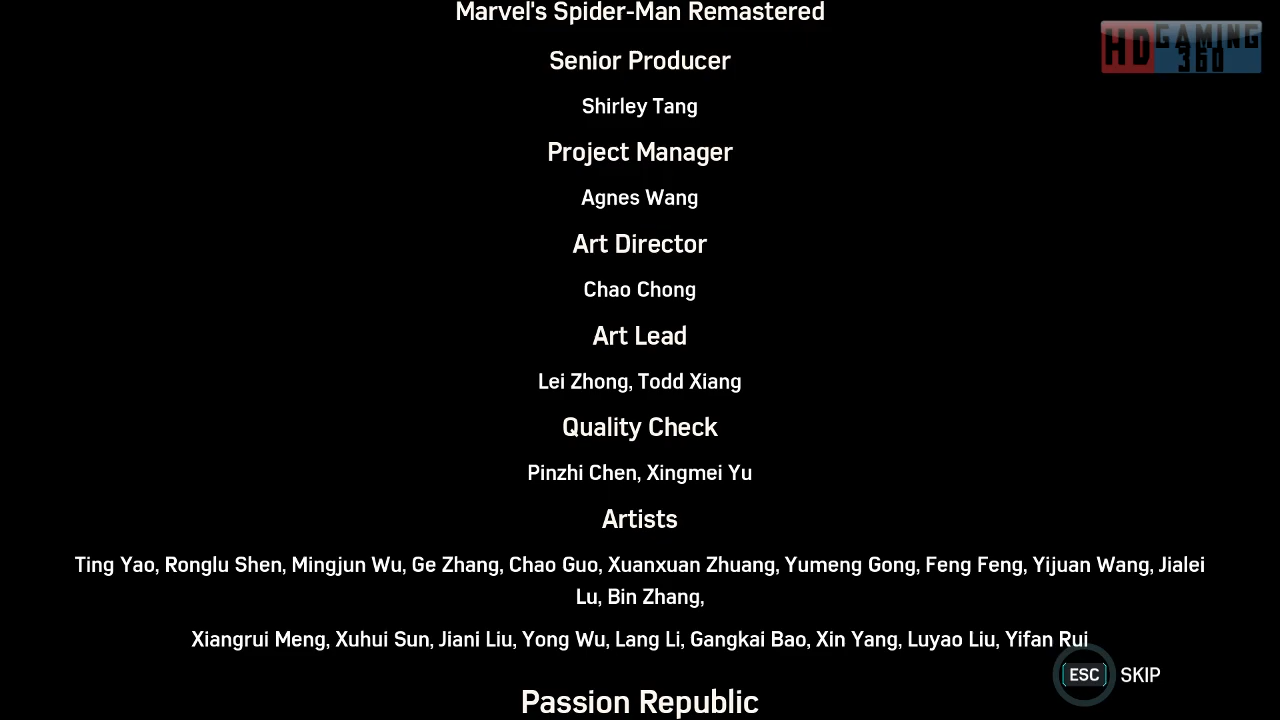 Marvel's Spider-Man Remastered
HD GAMING 360
Senior Producer
Shirley Tang
Project Manager
Agnes Wang
Art Director
Chao Chong
Art Lead
Lei Zhong, Todd Xiang
Quality Check
Pinzhi Chen, Xingmei Yu
Artists
Ting Yao, Ronglu Shen, Mingjun Wu, Ge Zhang, Chao Guo, Xuanxuan Zhuang, Yumeng Gong, Feng Feng, Yijuan Wang, Jialei
Lu, Bin Zhang,
Xiangrui Meng, Xuhui Sun, Jiani Liu, Yong Wu, Lang Li, Gangkai Bao, Xin Yang, Luyao Liu, Yifan Rui
ESC SKIP
Passion Republic